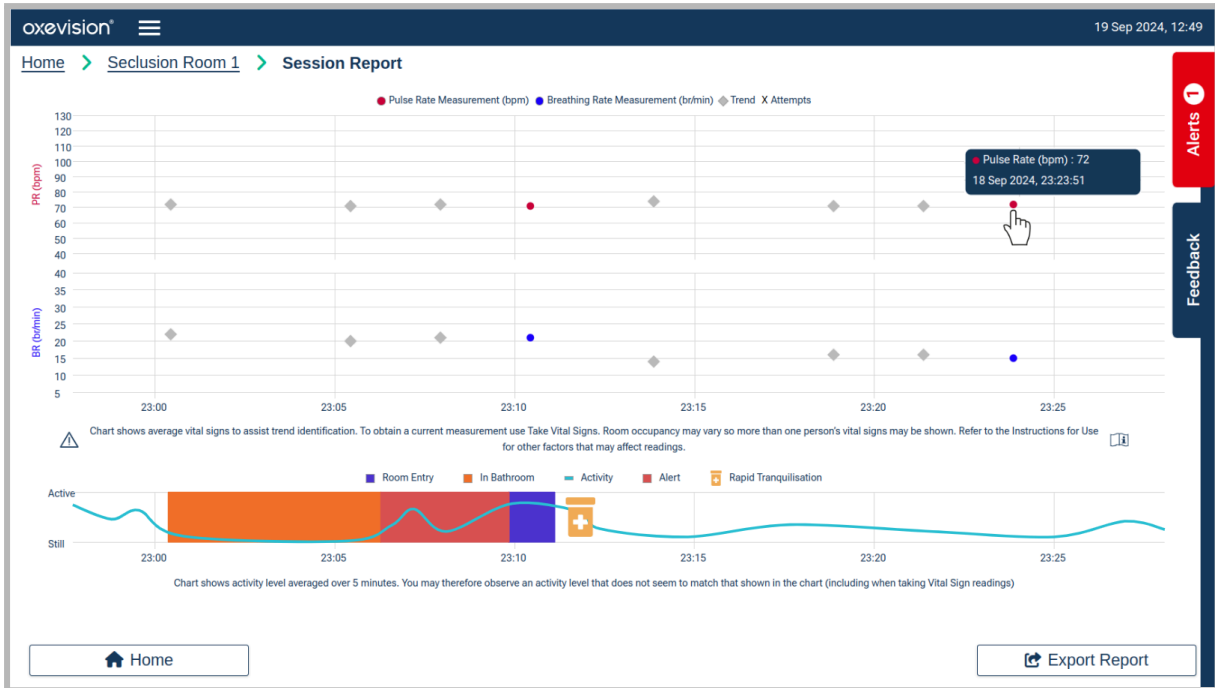 oxevision®
19 Sep 2024, 12:49
Home > Seclusion Room 1 > Session Report
Alerts 1
Feedback
Pulse Rate Measurement (bpm) Breathing Rate Measurement (br/min) Trend X Attempts
PR (bpm)
130
120
110
100
90
80
70
60
50
40
Pulse Rate (bpm) : 72
18 Sep 2024, 23:23:51
BR (br/min)
40
35
30
25
20
15
10
5
23:00 23:05 23:10 23:15 23:20 23:25
Chart shows average vital signs to assist trend identification. To obtain a current measurement use Take Vital Signs. Room occupancy may vary so more than one person's vital signs may be shown. Refer to the Instructions for Use
for other factors that may affect readings.
Room Entry In Bathroom Activity Alert Rapid Tranquilisation
Active
Still
23:00 23:05 23:10 23:15 23:20 23:25
Chart shows activity level averaged over 5 minutes. You may therefore observe an activity level that does not seem to match that shown in the chart (including when taking Vital Sign readings)
Home
Export Report